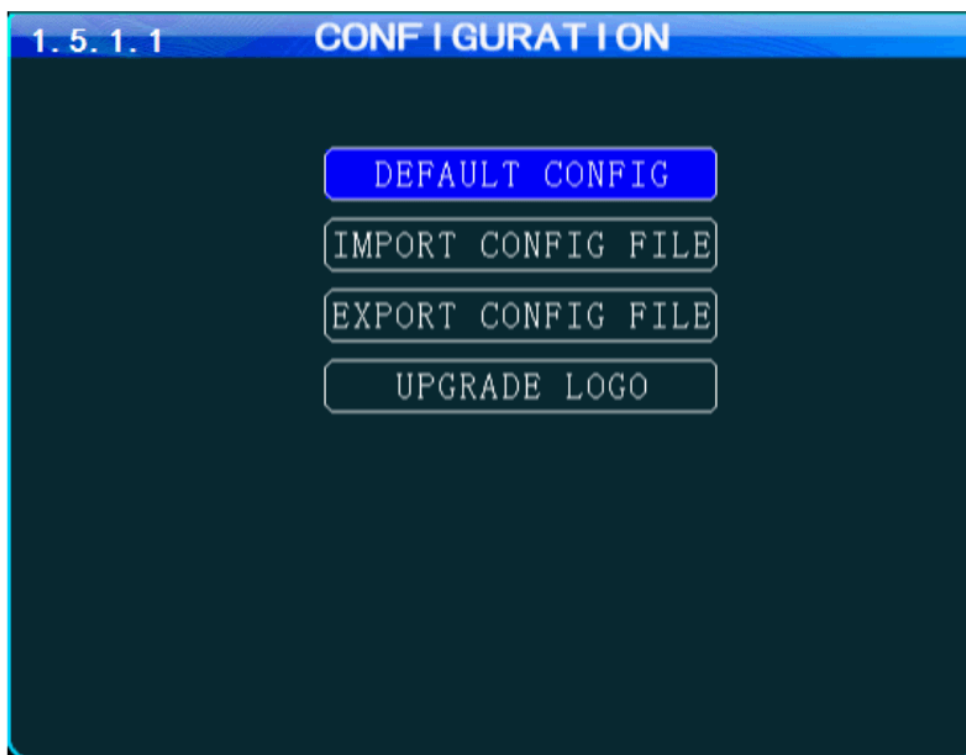 1.5.1.1 CONFIGURATION
DEFAULT CONFIG
IMPORT CONFIG FILE
EXPORT CONFIG FILE
UPGRADE LOGO